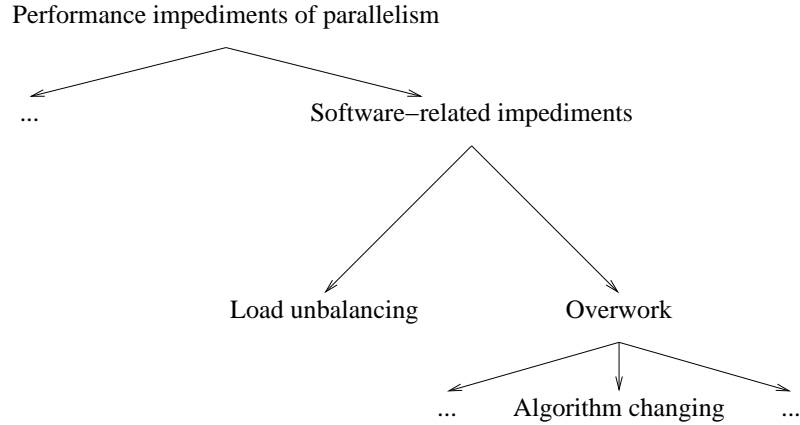 Performance impediments of parallelism
...
Software−related impediments
Load unbalancing
Overwork
...
Algorithm changing
...